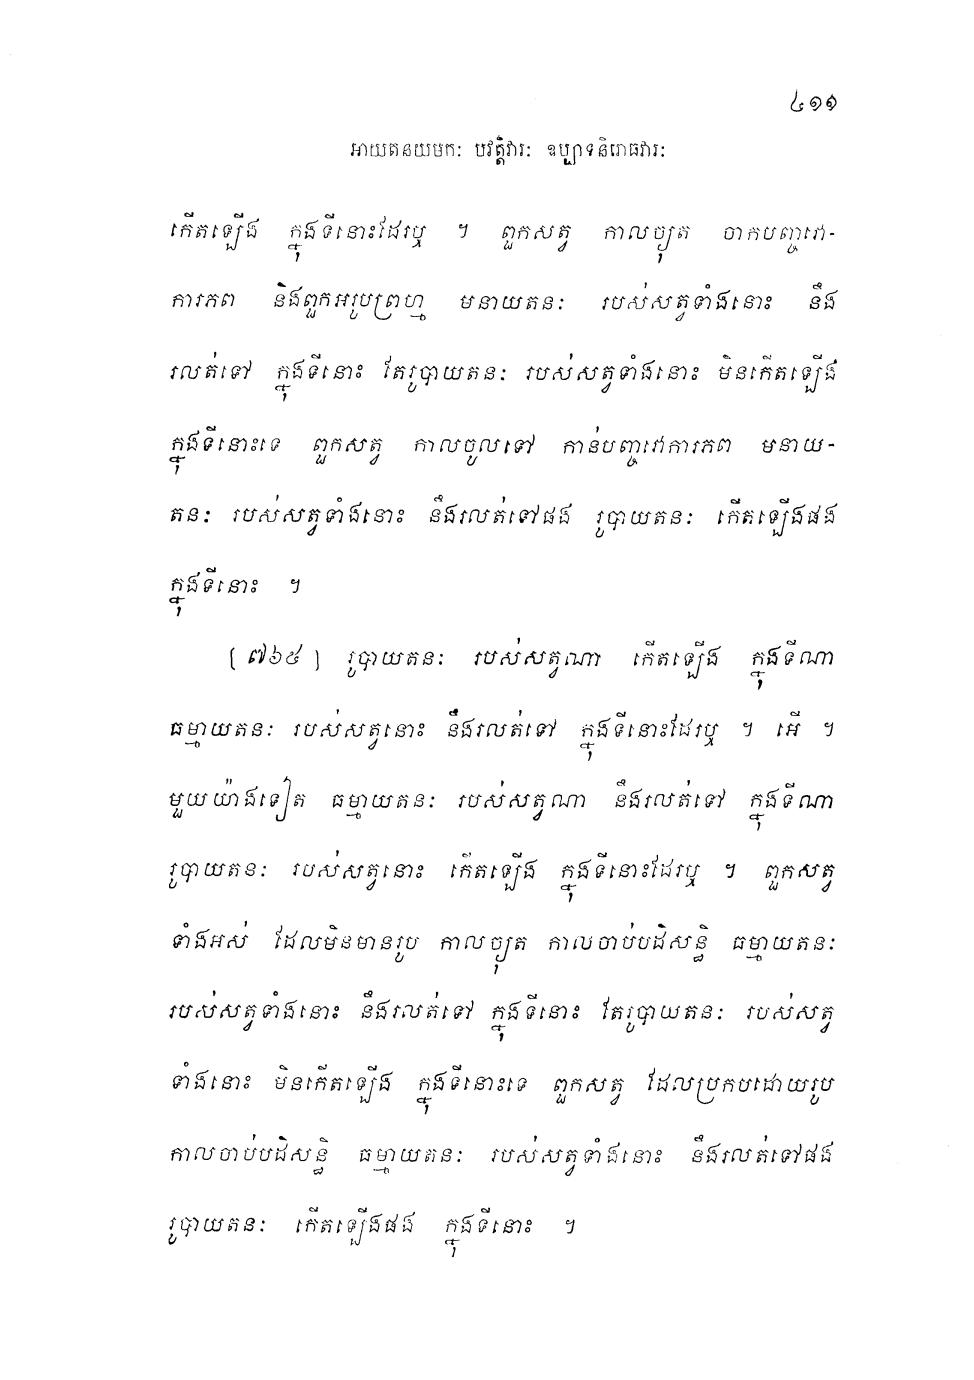 ៤១១
អាយតនយមកៈ បវត្តិវារៈ ឧប្បាទនិរោធវារៈ
កើតឡើង ក្នុងទីនោះដែរឬ ។ ពួកសត្វ កាលច្យុត ចាកបញ្ចវោ-
ការភព និងពួកអរូបព្រហ្ម មនាយតនៈ របស់សត្វទាំងនោះ នឹង
រលត់ទៅ ក្នុងទីនោះ តែរូបាយតនៈ របស់សត្វទាំងនោះ មិនកើតឡើង
ក្នុងទីនោះទេ ពួកសត្វ កាលចូលទៅ កាន់បញ្ចវោការភព មនាយ-
តនៈ របស់សត្វទាំងនោះ នឹងរលត់ទៅផង រូបាយតនៈ កើតឡើងផង
ក្នុងទីនោះ ។
[ ៧៦៤ ] រូបាយតនៈ របស់សត្វណា កើតឡើង ក្នុងទីណា
ធម្មាយតនៈ របស់សត្វនោះ នឹងរលត់ទៅ ក្នុងទីនោះដែរឬ ។ អើ ។
មួយយ៉ាងទៀត ធម្មាយតនៈ របស់សត្វណា នឹងរលត់ទៅ ក្នុងទីណា
រូបាយតនៈ របស់សត្វនោះ កើតឡើង ក្នុងទីនោះដែរឬ ។ ពួកសត្វ
ទាំងអស់ ដែលមិនមានរូប កាលច្យុត កាលចាប់បដិសន្ធិ ធម្មាយតនៈ
របស់សត្វទាំងនោះ នឹងរលត់ទៅ ក្នុងទីនោះ តែរូបាយតនៈ របស់សត្វ
ទាំងនោះ មិនកើតឡើង ក្នុងទីនោះទេ ពួកសត្វ ដែលប្រកបដោយរូប
កាលចាប់បដិសន្ធិ ធម្មាយតនៈ របស់សត្វទាំងនោះ នឹងរលត់ទៅផង
រូបាយតនៈ កើតឡើងផង ក្នុងទីនោះ ។